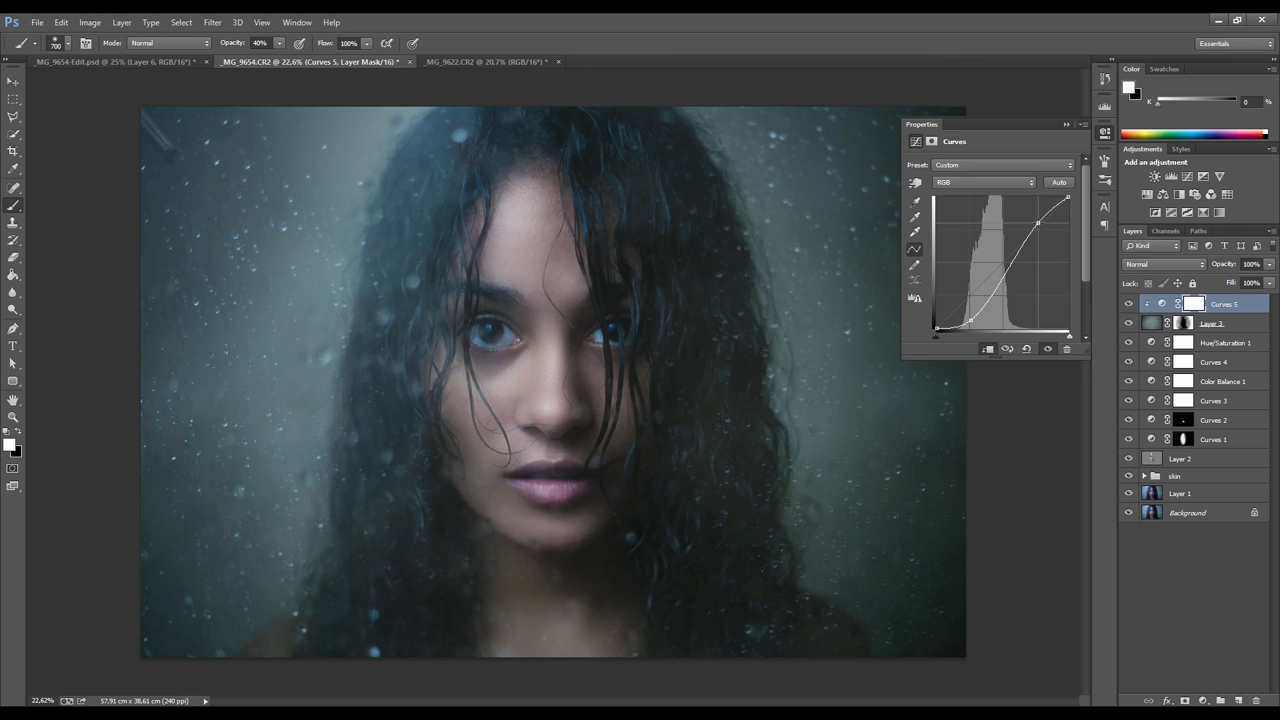 Ps File Edit Image Layer Type Select Filter 3D View Window Help
700 Mode: Normal Opacity: 40% Flow: 100% Essentials
_MG_9654-Edit.psd @ 25% (Layer 6, RGB/16*) × _MG_9654.CR2 @ 22,6% (Curves 5, Layer Mask/16) * × _MG_9622.CR2 @ 20,7% (RGB/16*) * ×
Color Swatches
K 0 %
Properties
Curves
Preset: Custom
RGB Auto
Adjustments Styles
Add an adjustment
Layers Channels Paths
Kind
Normal Opacity: 100%
Lock: Fill: 100%
Curves 5
Layer 3
Hue/Saturation 1
Curves 4
Color Balance 1
Curves 3
Curves 2
Curves 1
Layer 2
skin
Layer 1
Background
22,62% 57,91 cm x 38,61 cm (240 ppi)